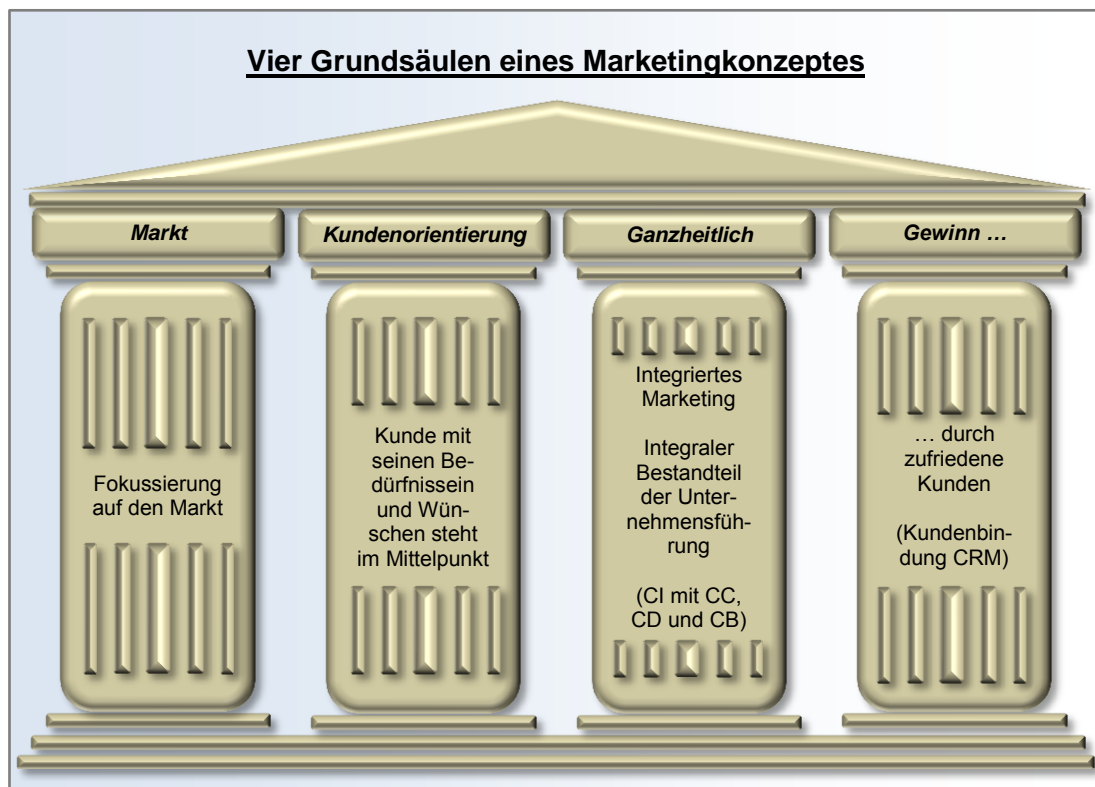 Vier Grundsäulen eines Marketingkonzeptes
Markt
Kundenorientierung
Ganzheitlich
Gewinn …
Fokussierung
auf den Markt
Kunde mit
seinen Be-
dürfnissein
und Wün-
schen steht
im Mittelpunkt
Integriertes
Marketing
Integraler
Bestandteil
der Unter-
nehmensfüh-
rung
(CI mit CC,
CD und CB)
… durch
zufriedene
Kunden
(Kundenbin-
dung CRM)